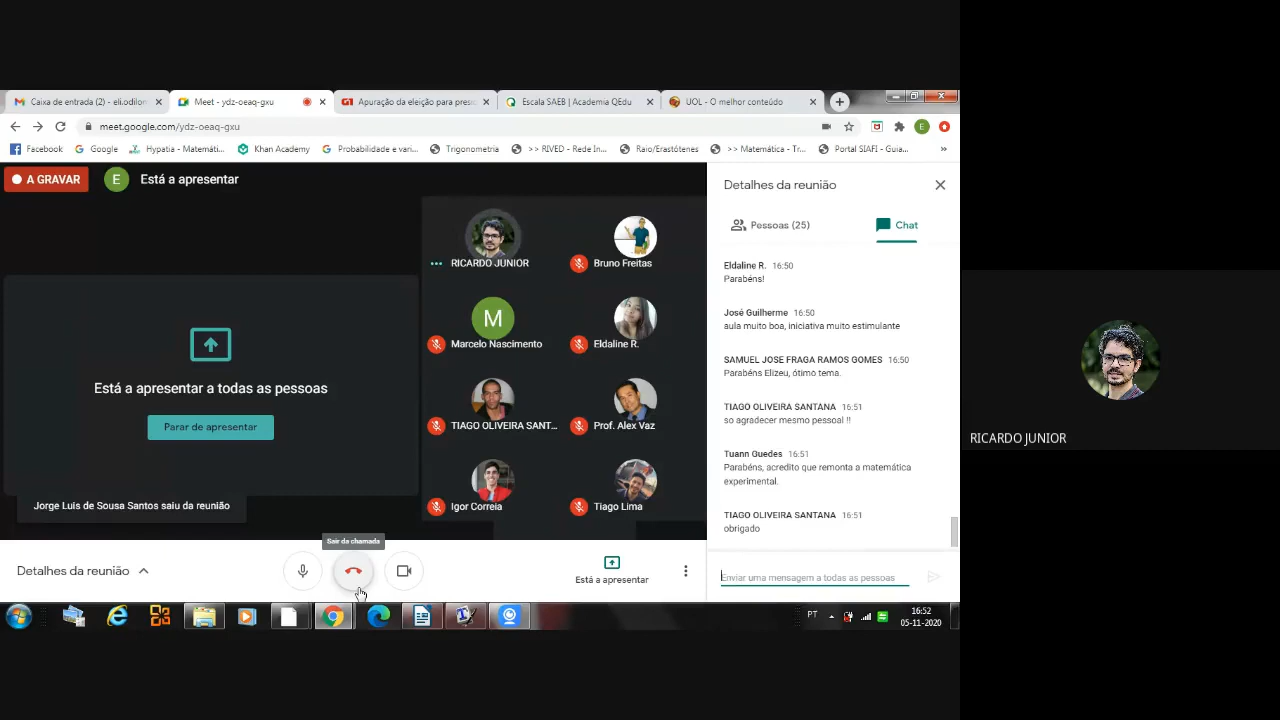 Caixa de entrada (2) - eli.odilon
Meet - ydz-oeaq-gxu
Apuração da eleição para presi
Escala SAEB | Academia QEdu
UOL - O melhor conteúdo
meet.google.com/ydz-oeaq-gxu
E
Facebook
Google
Hypatia - Matemáti...
Khan Academy
Probabilidade e vari...
Trigonometria
>> RIVED - Rede In...
Raio/Erastótenes
>> Matemática - Tr...
Portal SIAFI - Guia...
»
A GRAVAR
E
Está a apresentar
Está a apresentar a todas as pessoas
Parar de apresentar
Jorge Luis de Sousa Santos saiu da reunião
RICARDO JUNIOR
Bruno Freitas
M
Marcelo Nascimento
Eldaline R.
TIAGO OLIVEIRA SANT...
Prof. Alex Vaz
Igor Correia
Tiago Lima
Detalhes da reunião
Pessoas (25)
Chat
Eldaline R. 16:50
Parabéns!
José Guilherme 16:50
aula muito boa, iniciativa muito estimulante
SAMUEL JOSE FRAGA RAMOS GOMES 16:50
Parabéns Elizeu, ótimo tema.
TIAGO OLIVEIRA SANTANA 16:51
so agradecer mesmo pessoal !!
Tuann Guedes 16:51
Parabéns, acredito que remonta a matemática
experimental.
TIAGO OLIVEIRA SANTANA 16:51
obrigado
Enviar uma mensagem a todas as pessoas
Sair da chamada
Detalhes da reunião
Está a apresentar
PT
16:52
05-11-2020
RICARDO JUNIOR